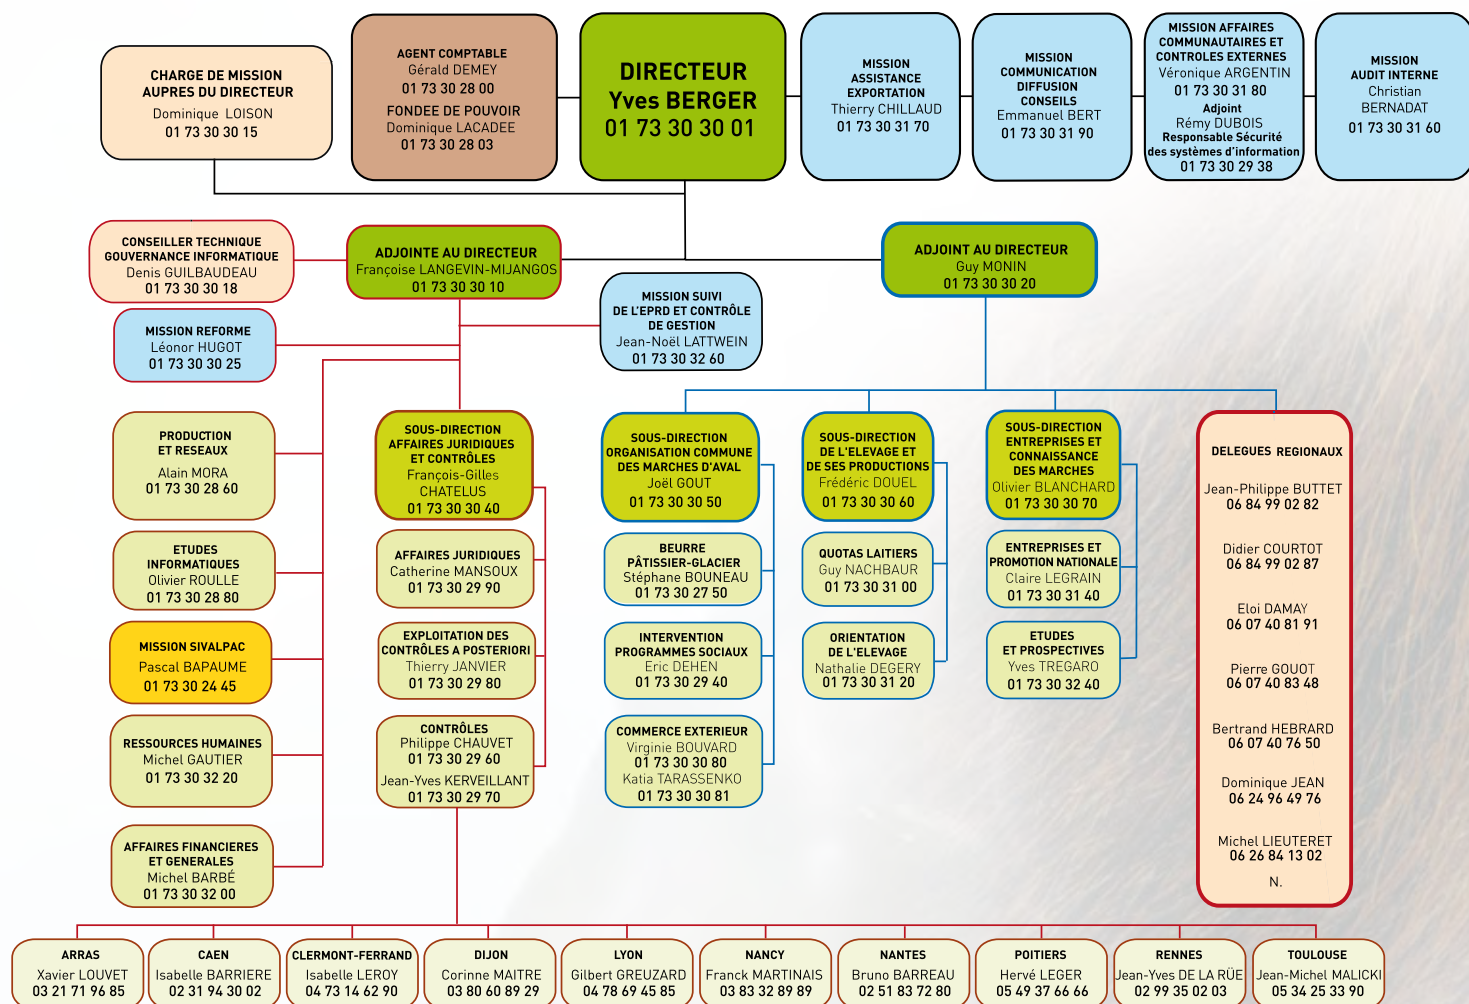 CHARGE DE MISSION
AUPRES DU DIRECTEUR
Dominique LOISON
01 73 30 30 15
AGENT COMPTABLE
Gérald DEMEY
01 73 30 28 00
FONDEE DE POUVOIR
Dominique LACADEE
01 73 30 28 03
DIRECTEUR
Yves BERGER
01 73 30 30 01
MISSION
ASSISTANCE
EXPORTATION
Thierry CHILLAUD
01 73 30 31 70
MISSION
COMMUNICATION
DIFFUSION
CONSEILS
Emmanuel BERT
01 73 30 31 90
MISSION AFFAIRES
COMMUNAUTAIRES ET
CONTROLES EXTERNES
Véronique ARGENTIN
01 73 30 31 80
Adjoint
Rémy DUBOIS
Responsable Sécurité
des systèmes d'information
01 73 30 29 38
MISSION
AUDIT INTERNE
Christian
BERNADAT
01 73 30 31 60
CONSEILLER TECHNIQUE
GOUVERNANCE INFORMATIQUE
Denis GUILBAUDEAU
01 73 30 30 18
ADJOINTE AU DIRECTEUR
Françoise LANGEVIN-MIJANGOS
01 73 30 30 10
ADJOINT AU DIRECTEUR
Guy MONIN
01 73 30 30 20
MISSION REFORME
Léonor HUGOT
01 73 30 30 25
MISSION SUIVI
DE L'EPRD ET CONTRÔLE
DE GESTION
Jean-Noël LATTWEIN
01 73 30 32 60
PRODUCTION
ET RESEAUX
Alain MORA
01 73 30 28 60
ETUDES
INFORMATIQUES
Olivier ROULLE
01 73 30 28 80
MISSION SIVALPAC
Pascal BAPAUME
01 73 30 24 45
RESSOURCES HUMAINES
Michel GAUTIER
01 73 30 32 20
AFFAIRES FINANCIERES
ET GENERALES
Michel BARBÉ
01 73 30 32 00
SOUS-DIRECTION
AFFAIRES JURIDIQUES
ET CONTRÔLES
François-Gilles
CHATELUS
01 73 30 30 40
AFFAIRES JURIDIQUES
Catherine MANSOUX
01 73 30 29 90
EXPLOITATION DES
CONTRÔLES A POSTERIORI
Thierry JANVIER
01 73 30 29 80
CONTRÔLES
Philippe CHAUVET
01 73 30 29 60
Jean-Yves KERVEILLANT
01 73 30 29 70
SOUS-DIRECTION
ORGANISATION COMMUNE
DES MARCHES D'AVAL
Joël GOUT
01 73 30 30 50
BEURRE
PÂTISSIER-GLACIER
Stéphane BOUNEAU
01 73 30 27 50
INTERVENTION
PROGRAMMES SOCIAUX
Eric DEHEN
01 73 30 29 40
COMMERCE EXTERIEUR
Virginie BOUVARD
01 73 30 30 80
Katia TARASSENKO
01 73 30 30 81
SOUS-DIRECTION
DE L'ELEVAGE ET
DE SES PRODUCTIONS
Frédéric DOUEL
01 73 30 30 60
QUOTAS LAITIERS
Guy NACHBAUR
01 73 30 31 00
ORIENTATION
DE L'ELEVAGE
Nathalie DEGERY
01 73 30 31 20
SOUS-DIRECTION
ENTREPRISES ET
CONNAISSANCE
DES MARCHES
Olivier BLANCHARD
01 73 30 30 70
ENTREPRISES ET
PROMOTION NATIONALE
Claire LEGRAIN
01 73 30 31 40
ETUDES
ET PROSPECTIVES
Yves TREGARO
01 73 30 32 40
DELEGUES REGIONAUX
Jean-Philippe BUTTET
06 84 99 02 82
Didier COURTOT
06 84 99 02 87
Eloi DAMAY
06 07 40 81 91
Pierre GOUOT
06 07 40 83 48
Bertrand HEBRARD
06 07 40 76 50
Dominique JEAN
06 24 96 49 76
Michel LIEUTERET
06 26 84 13 02
N.
ARRAS
Xavier LOUVET
03 21 71 96 85
CAEN
Isabelle BARRIERE
02 31 94 30 02
CLERMONT-FERRAND
Isabelle LEROY
04 73 14 62 90
DIJON
Corinne MAITRE
03 80 60 89 29
LYON
Gilbert GREUZARD
04 78 69 45 85
NANCY
Franck MARTINAIS
03 83 32 89 89
NANTES
Bruno BARREAU
02 51 83 72 80
POITIERS
Hervé LEGER
05 49 37 66 66
RENNES
Jean-Yves DE LA RÜE
02 99 35 02 03
TOULOUSE
Jean-Michel MALICKI
05 34 25 33 90